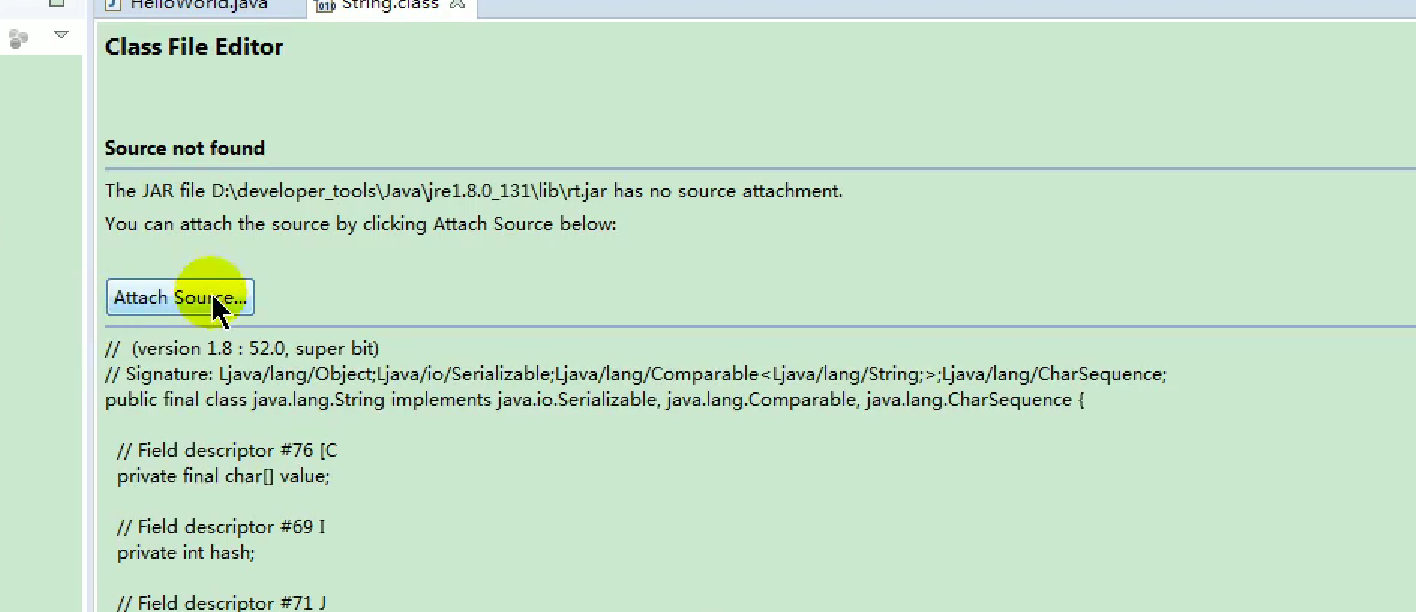 HelloWorld.java
String.class
Class File Editor
Source not found
The JAR file D:\developer_tools\Java\jre1.8.0_131\lib\rt.jar has no source attachment.
You can attach the source by clicking Attach Source below:
Attach Source...
// (version 1.8 : 52.0, super bit)
// Signature: Ljava/lang/Object;Ljava/io/Serializable;Ljava/lang/Comparable<Ljava/lang/String;>;Ljava/lang/CharSequence;
public final class java.lang.String implements java.io.Serializable, java.lang.Comparable, java.lang.CharSequence {
// Field descriptor #76 [C
private final char[] value;
// Field descriptor #69 I
private int hash;
// Field descriptor #71 J